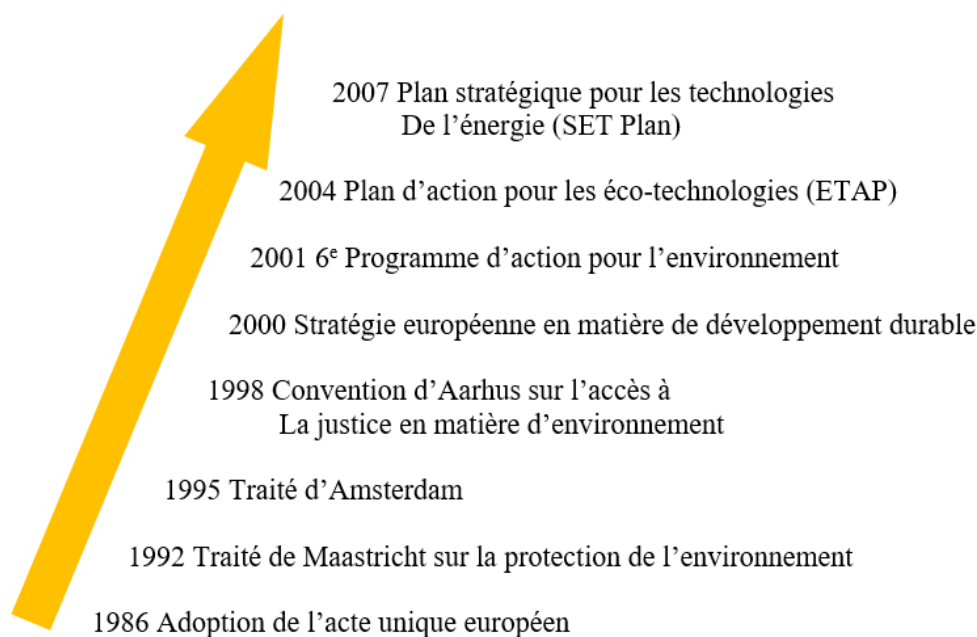 2007 Plan stratégique pour les technologies
De l’énergie (SET Plan)
2004 Plan d’action pour les éco-technologies (ETAP)
2001 6e Programme d’action pour l’environnement
2000 Stratégie européenne en matière de développement durable
1998 Convention d’Aarhus sur l’accès à
La justice en matière d’environnement
1995 Traité d’Amsterdam
1992 Traité de Maastricht sur la protection de l’environnement
1986 Adoption de l’acte unique européen